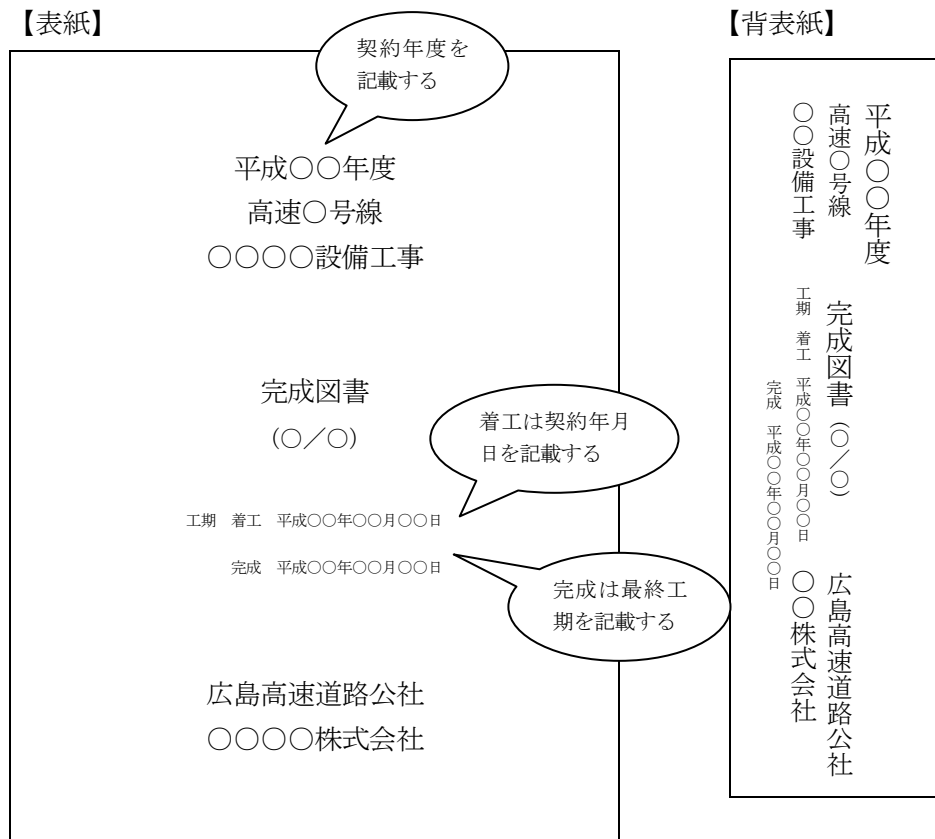 【表紙】
契約年度を
記載する
平成○○年度
高速○号線
○○○○設備工事
完成図書
(○／○)
着工は契約年月
日を記載する
工期　着工　平成○○年○○月○○日
完成　平成○○年○○月○○日
完成は最終工
期を記載する
広島高速道路公社
○○○○株式会社
【背表紙】
平成○○年度
高速○号線
○○設備工事
完成図書（○／○）
工期　着工　平成○○年○○月○○日
完成　平成○○年○○月○○日
広島高速道路公社
○○株式会社